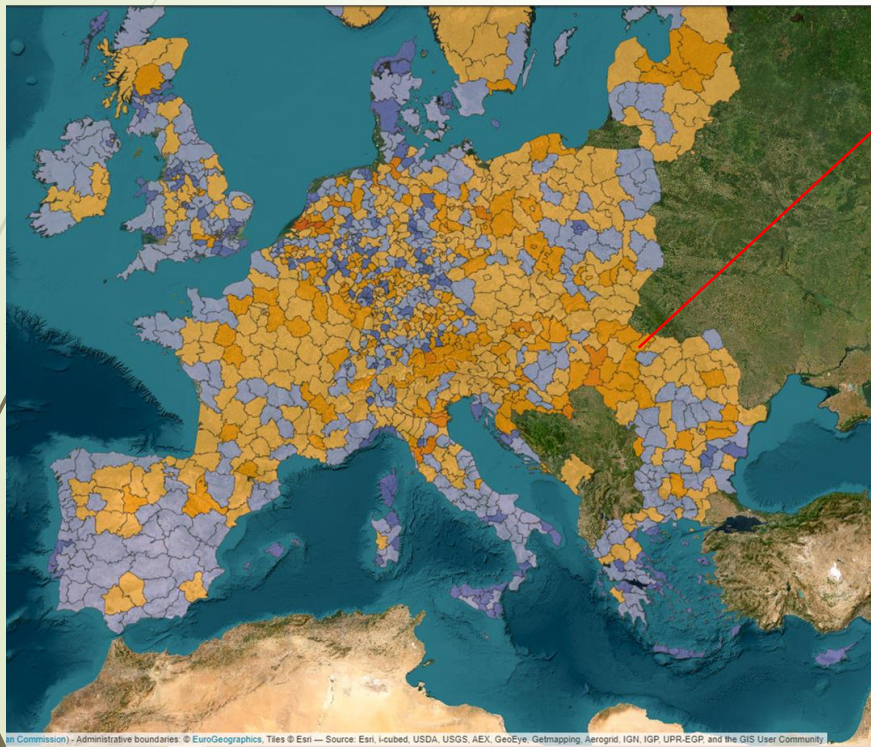 an Commission) - Administrative boundaries: © EuroGeographics, Tiles © Esri — Source: Esri, i-cubed, USDA, USGS, AEX, GeoEye, Getmapping, Aerogrid, IGN, IGP, UPR-EGP, and the GIS User Community